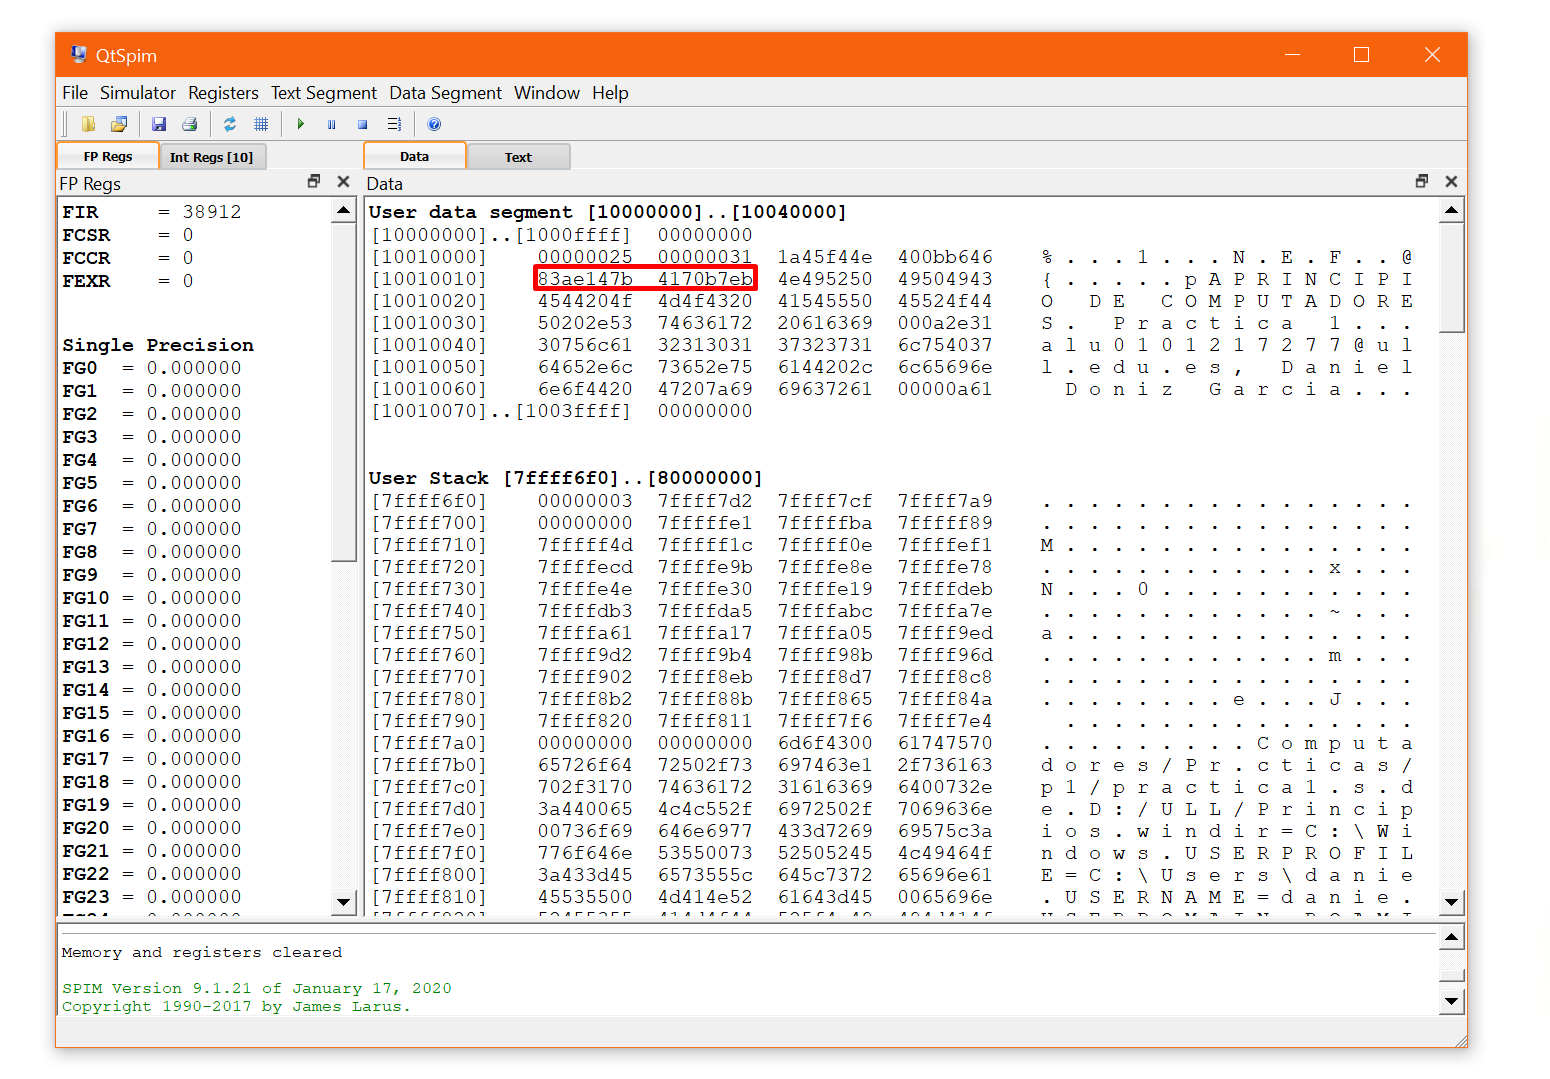 QtSpim
File Simulator Registers Text Segment Data Segment Window Help
FP Regs Int Regs [10] Data Text
FP Regs Data
FIR = 38912
FCSR = 0
FCCR = 0
FEXR = 0
Single Precision
FG0 = 0.000000
FG1 = 0.000000
FG2 = 0.000000
FG3 = 0.000000
FG4 = 0.000000
FG5 = 0.000000
FG6 = 0.000000
FG7 = 0.000000
FG8 = 0.000000
FG9 = 0.000000
FG10 = 0.000000
FG11 = 0.000000
FG12 = 0.000000
FG13 = 0.000000
FG14 = 0.000000
FG15 = 0.000000
FG16 = 0.000000
FG17 = 0.000000
FG18 = 0.000000
FG19 = 0.000000
FG20 = 0.000000
FG21 = 0.000000
FG22 = 0.000000
FG23 = 0.000000
User data segment [10000000]..[10040000]
[10000000]..[1000ffff] 00000000
[10010000] 00000025 00000031 1a45f44e 400bb646 % . . . 1 . . . N . E . F . . @
[10010010] 83ae147b 4170b7eb 4e495250 49504943 { . . . . . p A P R I N C I P I
[10010020] 4544204f 4d4f4320 41545550 45524f44 O D E C O M P U T A D O R E
[10010030] 50202e53 74636172 20616369 000a2e31 S . P r a c t i c a 1 . . .
[10010040] 30756c61 32313031 37323731 6c754037 a l u 0 1 0 1 2 1 7 2 7 7 @ u l
[10010050] 64652e6c 73652e75 6144202c 6c65696e l . e d u . e s , D a n i e l
[10010060] 6e6f4420 47207a69 69637261 00000a61 D o n i z G a r c i a . . .
[10010070]..[1003ffff] 00000000
User Stack [7ffff6f0]..[80000000]
[7ffff6f0] 00000003 7ffff7d2 7ffff7cf 7ffff7a9 . . . . . . . . . . . . . . . .
[7ffff700] 00000000 7fffffe1 7fffffba 7fffff89 . . . . . . . . . . . . . . . .
[7ffff710] 7fffff4d 7fffff1c 7fffff0e 7ffffef1 M . . . . . . . . . . . . . . .
[7ffff720] 7ffffecd 7ffffe9b 7ffffe8e 7ffffe78 . . . . . . . . . . . . x . . .
[7ffff730] 7ffffe4e 7ffffe30 7ffffe19 7ffffdeb N . . . 0 . . . . . . . . . . .
[7ffff740] 7ffffdb3 7ffffda5 7ffffabc 7ffffa7e . . . . . . . . . . . . ~ . . .
[7ffff750] 7ffffa61 7ffffa17 7ffffa05 7ffff9ed a . . . . . . . . . . . . . . .
[7ffff760] 7ffff9d2 7ffff9b4 7ffff98b 7ffff96d . . . . . . . . . . . . m . . .
[7ffff770] 7ffff902 7ffff8eb 7ffff8d7 7ffff8c8 . . . . . . . . . . . . . . . .
[7ffff780] 7ffff8b2 7ffff88b 7ffff865 7ffff84a . . . . . . . . e . . . J . . .
[7ffff790] 7ffff820 7ffff811 7ffff7f6 7ffff7e4 . . . . . . . . . . . . . . .
[7ffff7a0] 00000000 00000000 6d6f4300 61747570 . . . . . . . . . C o m p u t a
[7ffff7b0] 65726f64 72502f73 697463e1 2f736163 d o r e s / P r . c t i c a s /
[7ffff7c0] 702f3170 74636172 31616369 6400732e p 1 / p r a c t i c a 1 . s . d
[7ffff7d0] 3a440065 4c4c552f 6972502f 7069636e e . D : / U L L / P r i n c i p
[7ffff7e0] 00736f69 646e6977 433d7269 69575c3a i o s . w i n d i r = C : \ W i
[7ffff7f0] 776f646e 53550073 52505245 4c49464f n d o w s . U S E R P R O F I L
[7ffff800] 3a433d45 6573555c 645c7372 65696e61 E = C : \ U s e r s \ d a n i e
[7ffff810] 45535500 4d414e52 61643d45 0065696e . U S E R N A M E = d a n i e .
Memory and registers cleared
SPIM Version 9.1.21 of January 17, 2020
Copyright 1990-2017 by James Larus.